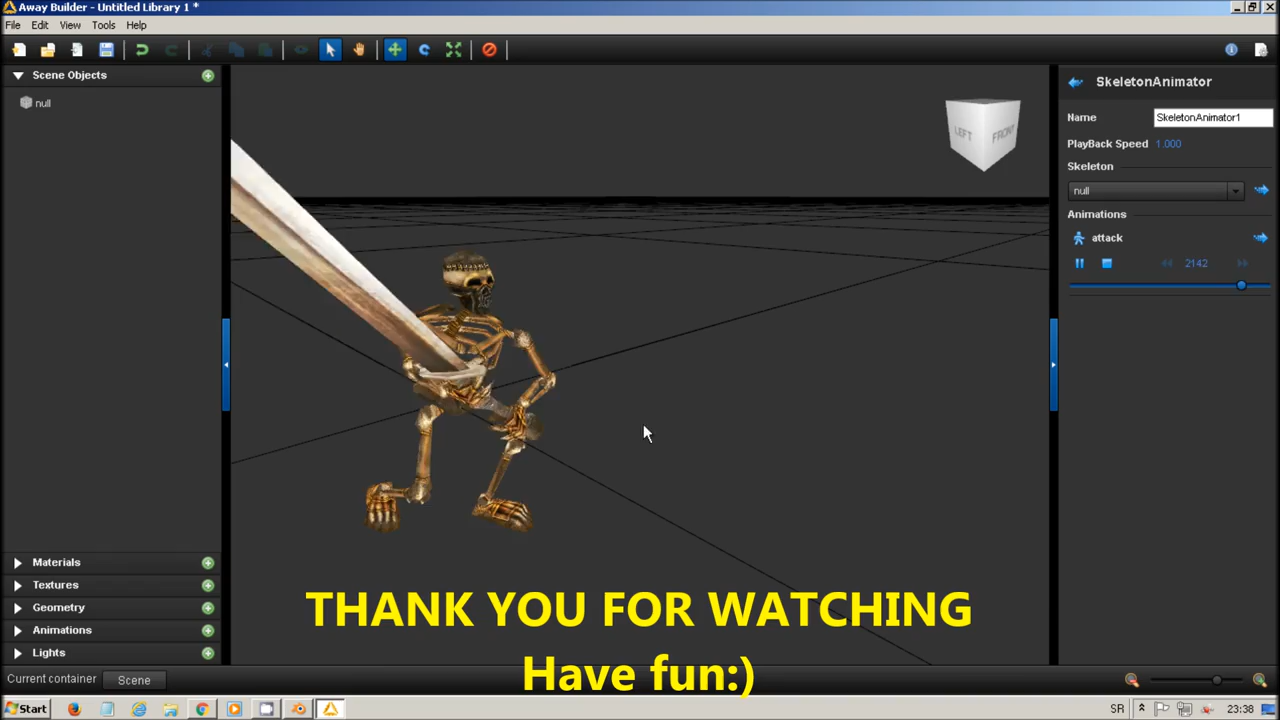 Away Builder - Untitled Library 1 *
File Edit View Tools Help
Scene Objects
null
LEFT FRONT
SkeletonAnimator
Name SkeletonAnimator1
PlayBack Speed 1.000
Skeleton
null
Animations
attack
2142
Materials
Textures
Geometry
Animations
Lights
THANK YOU FOR WATCHING
Have fun:)
Current container Scene
Start SR 23:38